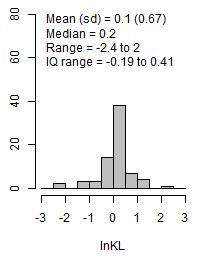 80
60
40
20
0
Mean (sd) = 0.1 (0.67)
Median = 0.2
Range = -2.4 to 2
IQ range = -0.19 to 0.41
-3 -2 -1 0 1 2 3
lnKL